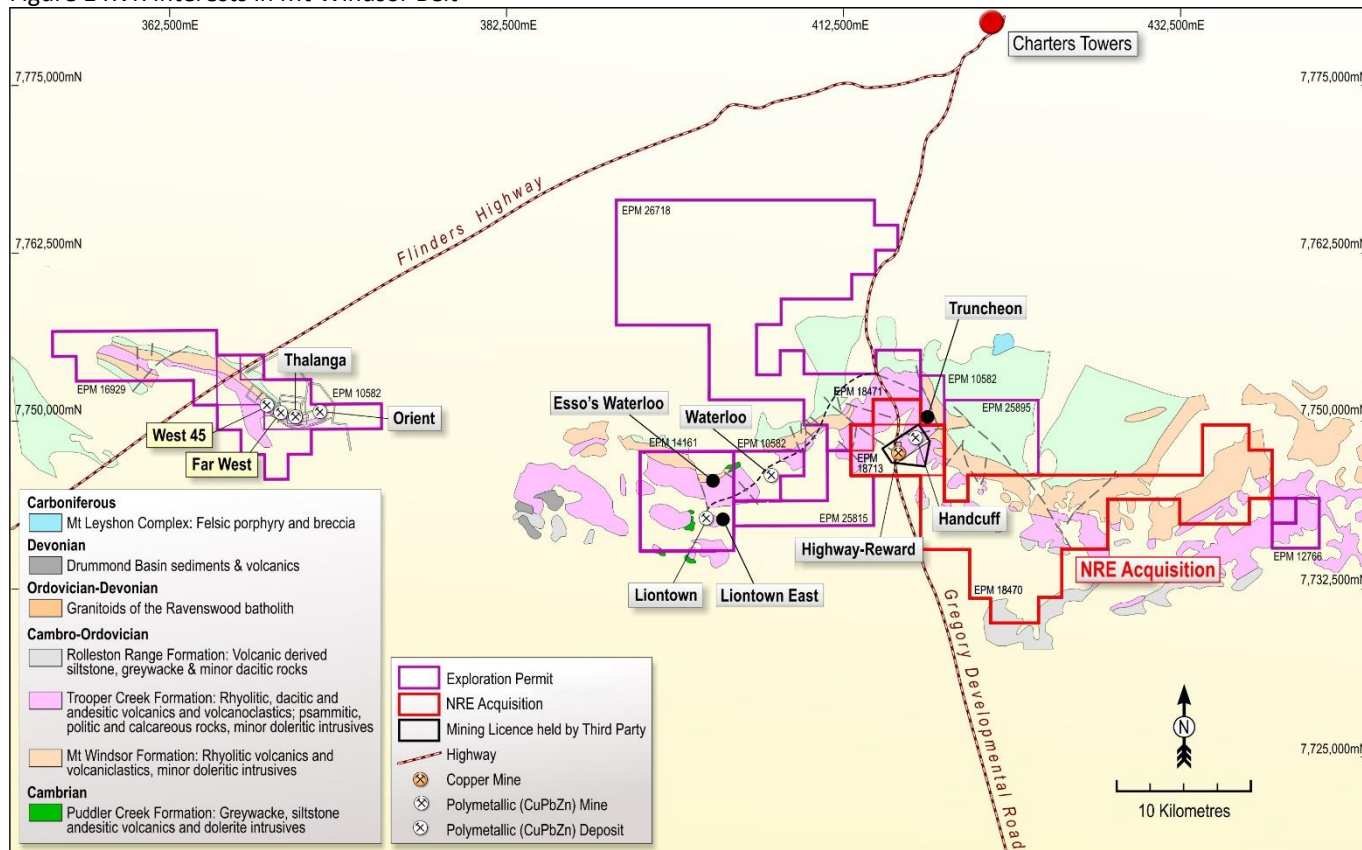 Figure 1 RVR interests in Mt Windsor Belt
362,500mE
382,500mE
412,500mE
432,500mE
Charters Towers
7,775,000mN
7,775,000mN
Flinders Highway
EPM 26718
7,762,500mN
7,762,500mN
Truncheon
Thalanga
EPM 16929
EPM 10582
EPM 18471
EPM 10582
7,750,000mN
7,750,000mN
EPM 25895
Orient
Esso's Waterloo
Waterloo
West 45
Far West
EPM 14161
EPM 10582
EPM
18713
Handcuff
EPM 25815
Highway-Reward
EPM 12766
NRE Acquisition
7,732,500mN
Liontown
Liontown East
EPM 18470
Gregory Developmental Road
7,725,000mN
Carboniferous
Mt Leyshon Complex: Felsic porphyry and breccia
Devonian
Drummond Basin sediments & volcanics
Ordovician-Devonian
Granitoids of the Ravenswood batholith
Cambro-Ordovician
Rolleston Range Formation: Volcanic derived
siltstone, greywacke & minor dacitic rocks
Trooper Creek Formation: Rhyolitic, dacitic and
andesitic volcanics and volcanoclastics; psammitic,
politic and calcareous rocks, minor doleritic intrusives
Mt Windsor Formation: Rhyolitic volcanics and
volcaniclastics, minor doleritic intrusives
Cambrian
Puddler Creek Formation: Greywacke, siltstone
andesitic volcanics and dolerite intrusives
Exploration Permit
NRE Acquisition
Mining Licence held by Third Party
Highway
Copper Mine
Polymetallic (CuPbZn) Mine
Polymetallic (CuPbZn) Deposit
N
10 Kilometres